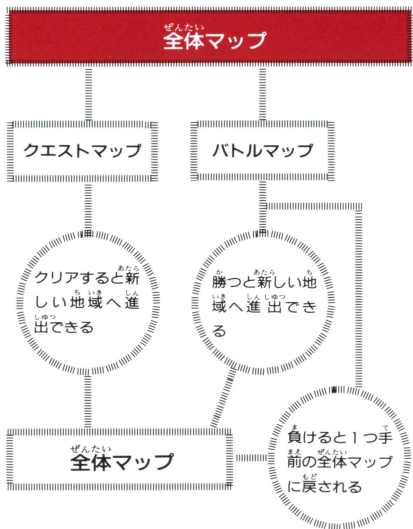 全体マップ
クエストマップ
バトルマップ
クリアすると新
しい地域へ進
出できる
勝つと新しい地
域へ進出でき
る
全体マップ
負けると1つ手
前の全体マップ
に戻される